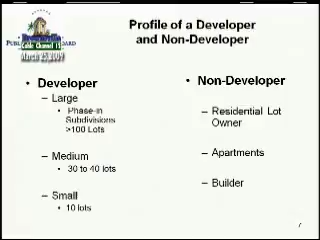 Profile of a Developer
and Non-Developer
Cable Channel 12
March 25, 2009
• Developer
– Large
• Phase-in
Subdivisions
>100 Lots
– Medium
• 30 to 40 lots
– Small
• 10 lots
• Non-Developer
– Residential Lot
Owner
– Apartments
– Builder
7